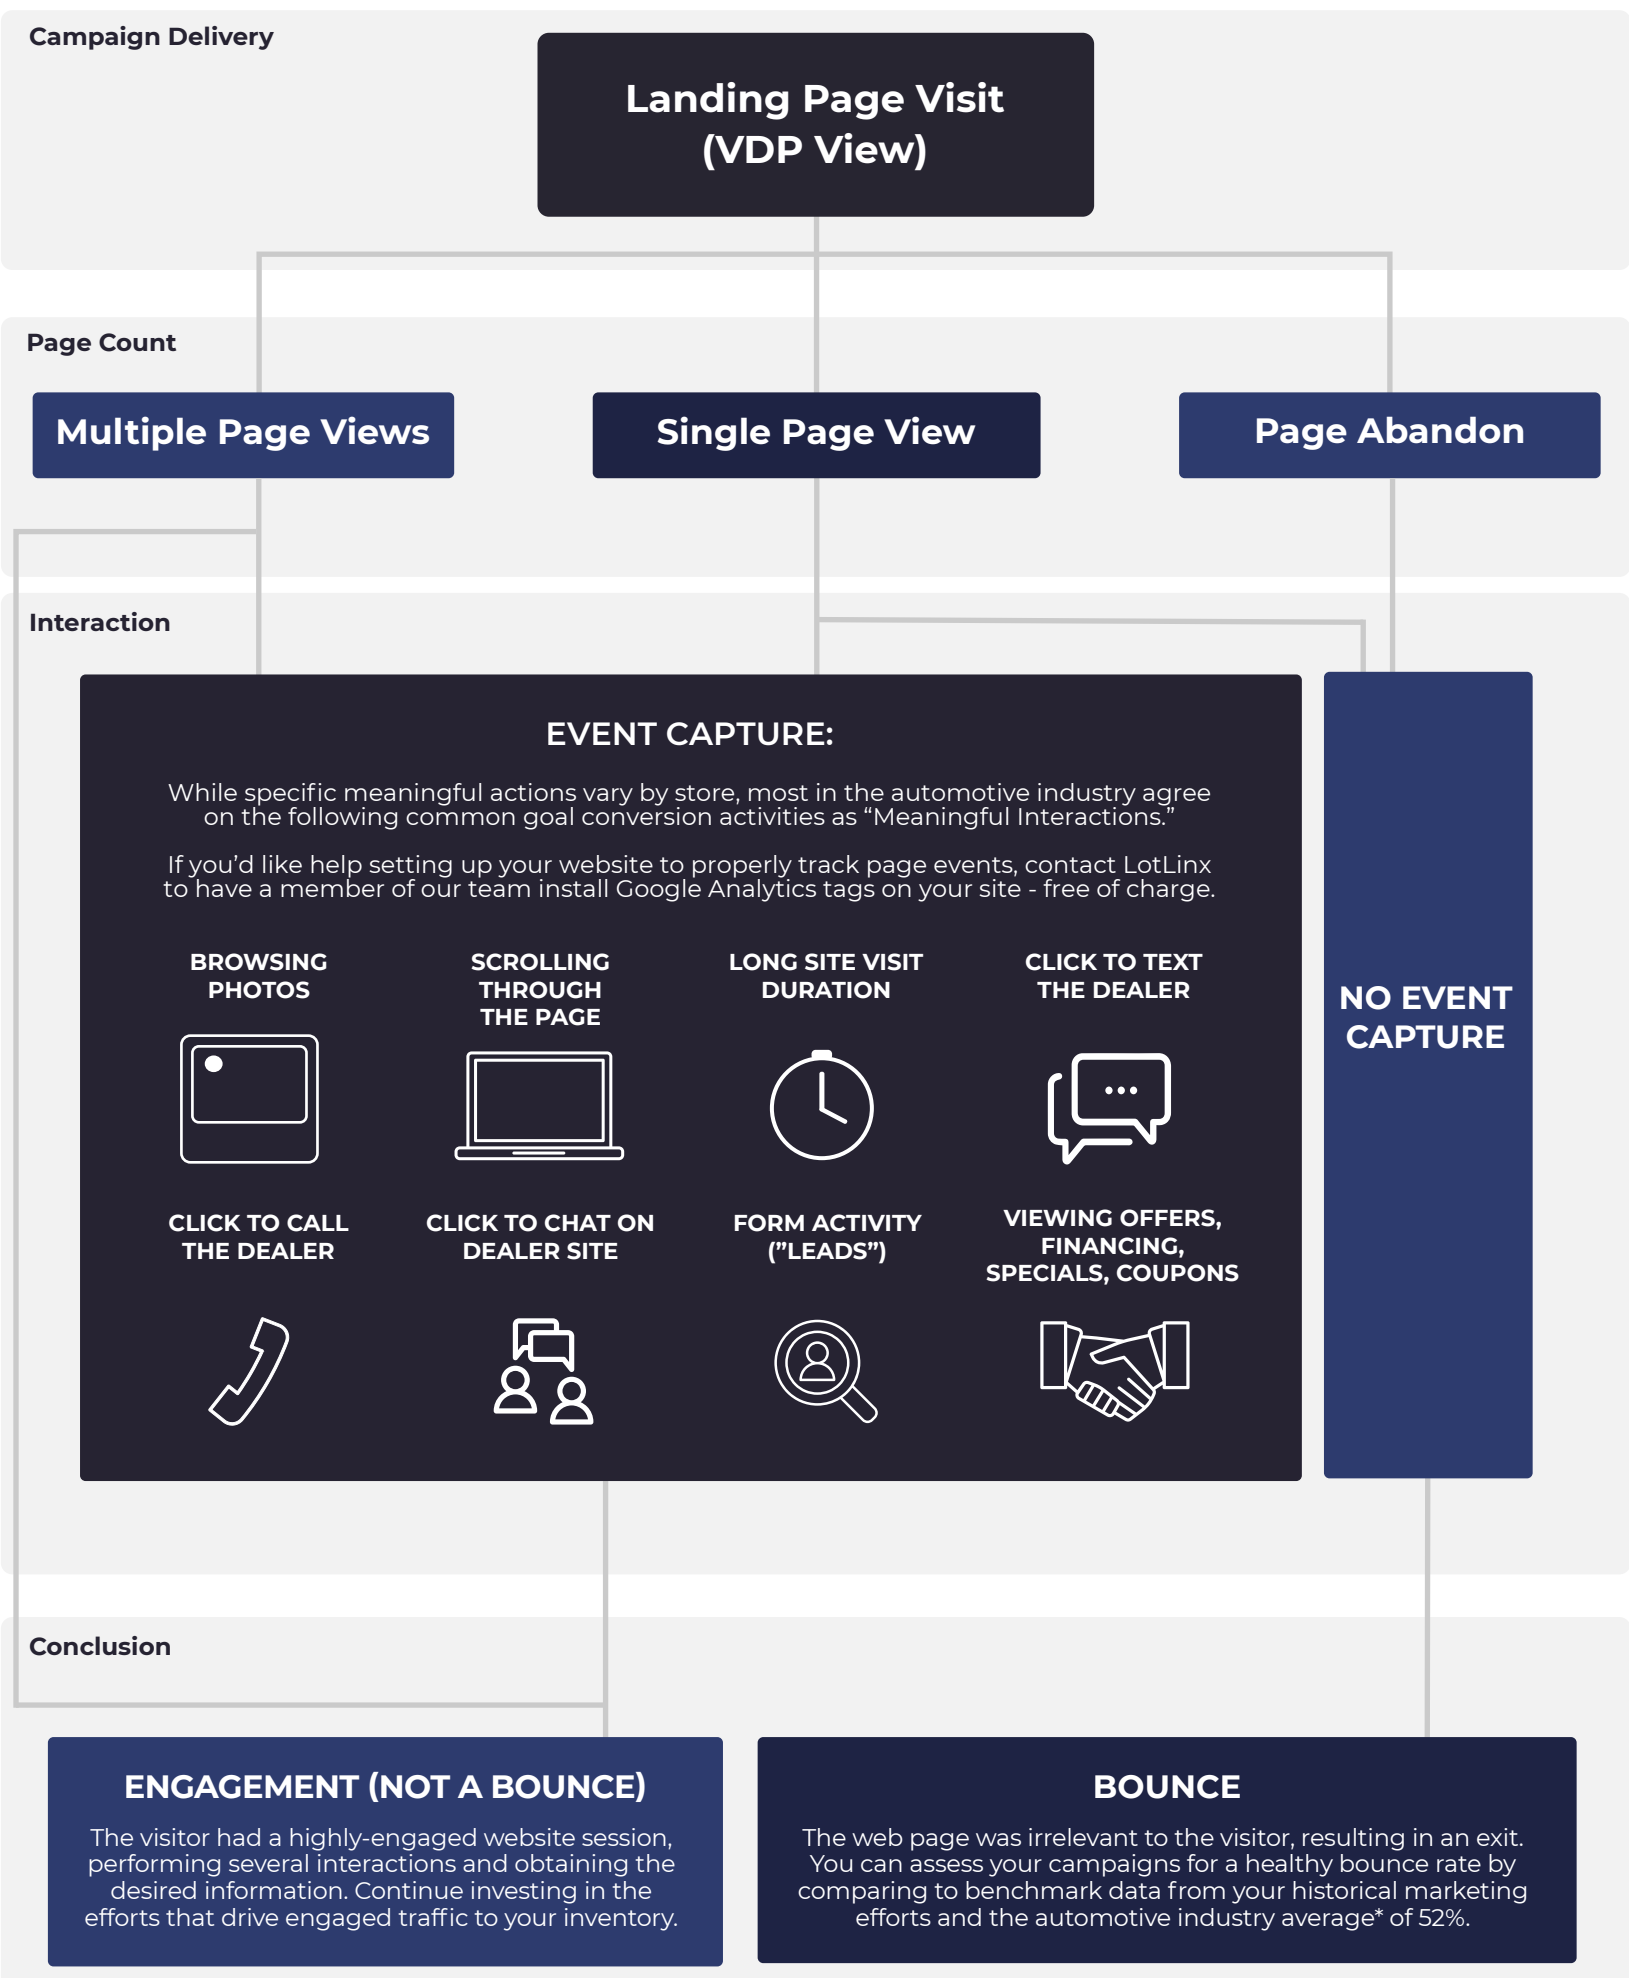 Campaign Delivery
Landing Page Visit
(VDP View)
Page Count
Multiple Page Views
Single Page View
Page Abandon
Interaction
EVENT CAPTURE:
While specific meaningful actions vary by store, most in the automotive industry agree
on the following common goal conversion activities as “Meaningful Interactions.”
If you’d like help setting up your website to properly track page events, contact LotLinx
to have a member of our team install Google Analytics tags on your site - free of charge.
BROWSING
PHOTOS
SCROLLING
THROUGH
THE PAGE
LONG SITE VISIT
DURATION
CLICK TO TEXT
THE DEALER
CLICK TO CALL
THE DEALER
CLICK TO CHAT ON
DEALER SITE
FORM ACTIVITY
(”LEADS”)
VIEWING OFFERS,
FINANCING,
SPECIALS, COUPONS
NO EVENT
CAPTURE
Conclusion
ENGAGEMENT (NOT A BOUNCE)
The visitor had a highly-engaged website session,
performing several interactions and obtaining the
desired information. Continue investing in the
efforts that drive engaged traffic to your inventory.
BOUNCE
The web page was irrelevant to the visitor, resulting in an exit.
You can assess your campaigns for a healthy bounce rate by
comparing to benchmark data from your historical marketing
efforts and the automotive industry average* of 52%.